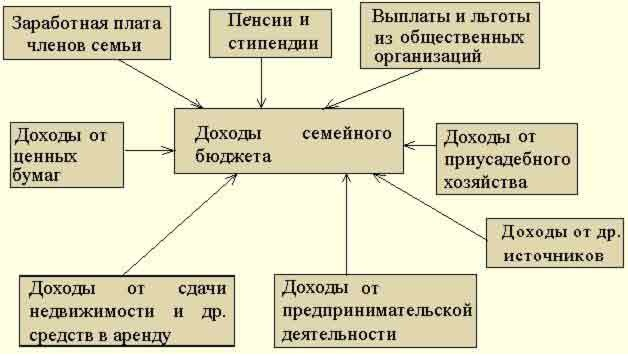 Заработная плата
членов семьи
Пенсии и
стипендии
Выплаты и льготы
из общественных
организаций
Доходы от
ценных
бумаг
Доходы семейного
бюджета
Доходы от
приусадебного
хозяйства
Доходы от др.
источников
Доходы от сдачи
недвижимости и др.
средств в аренду
Доходы от
предпринимательской
деятельности